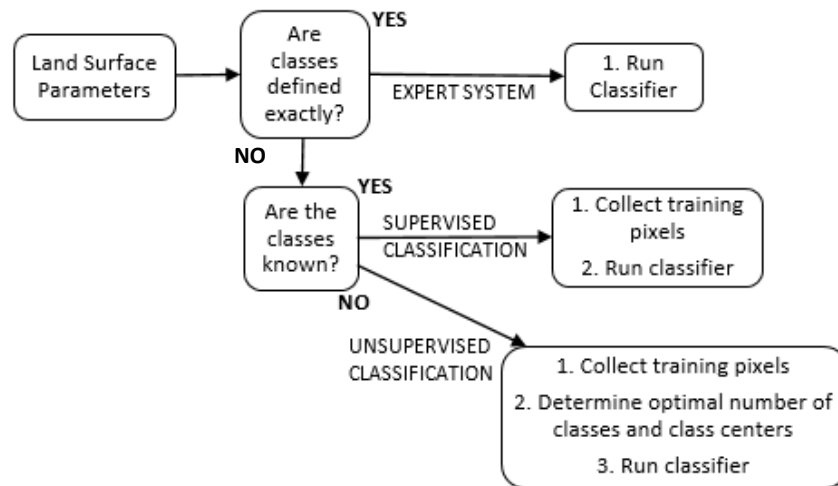 Land Surface
Parameters
Are
classes
defined
exactly?
YES
EXPERT SYSTEM
1. Run
Classifier
NO
Are the
classes
known?
YES
SUPERVISED
CLASSIFICATION
1. Collect training
pixels
2. Run classifier
NO
UNSUPERVISED
CLASSIFICATION
1. Collect training pixels
2. Determine optimal number of
classes and class centers
3. Run classifier